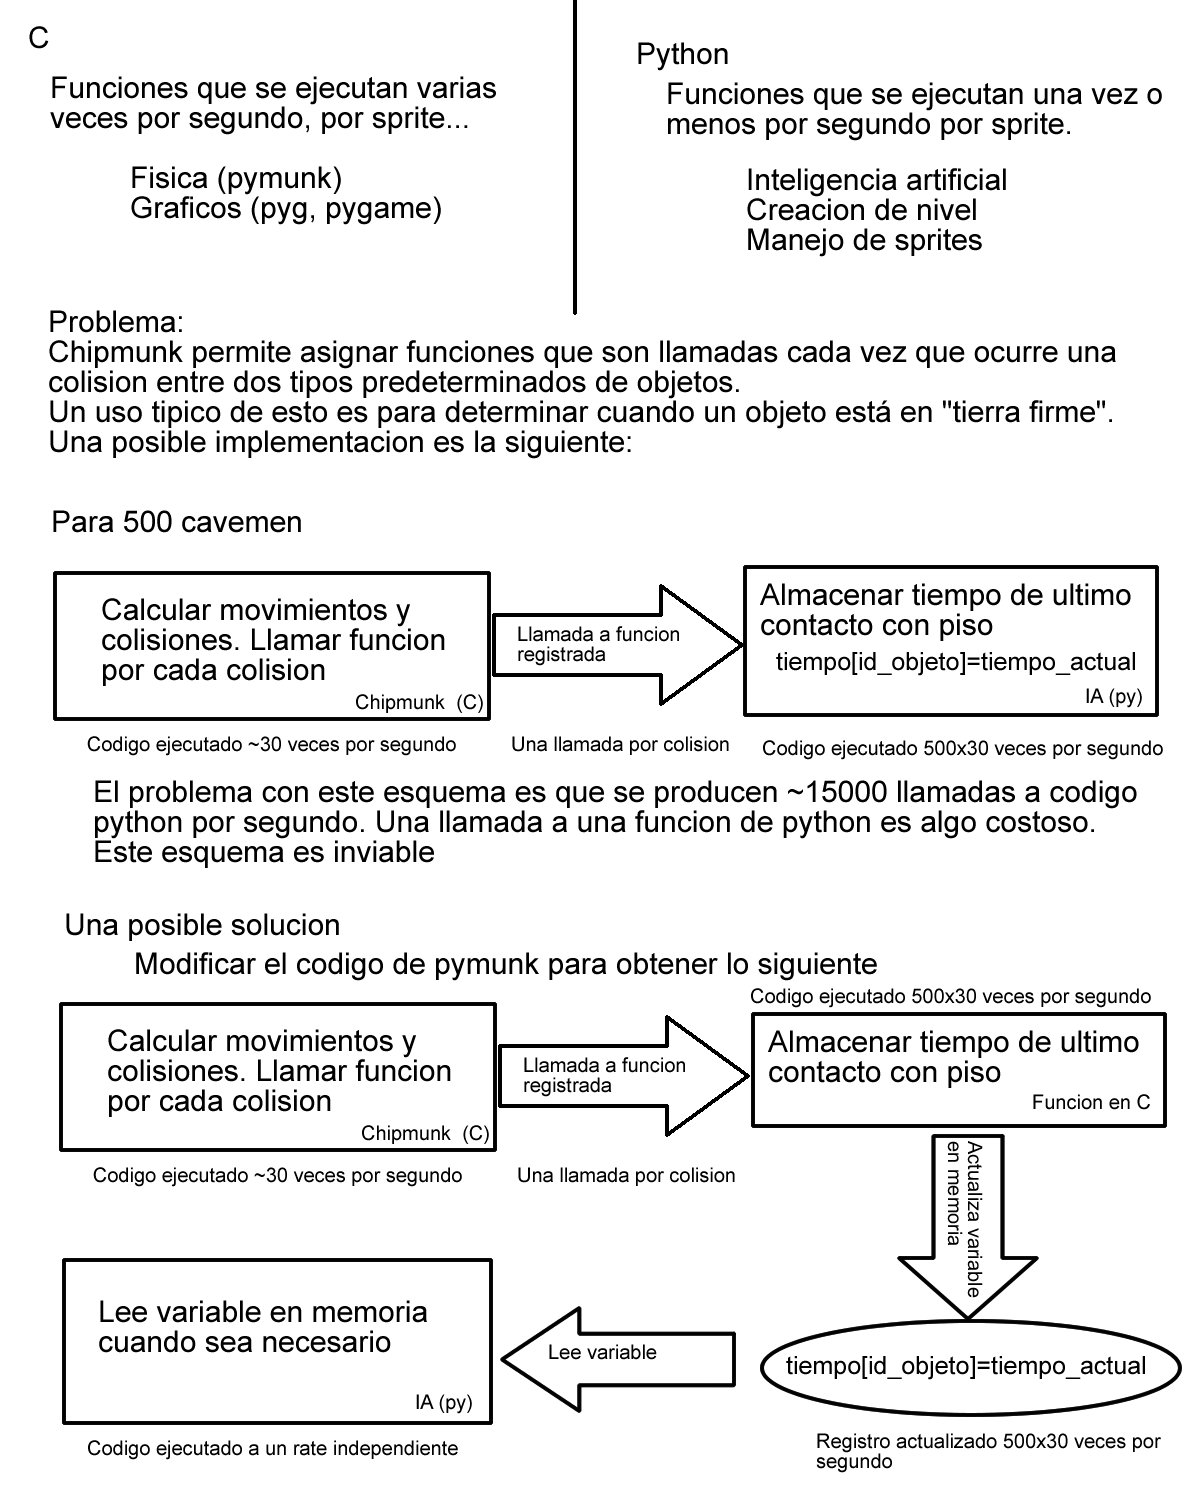 C
Funciones que se ejecutan varias
veces por segundo, por sprite...
Fisica (pymunk)
Graficos (pyg, pygame)
Python
Funciones que se ejecutan una vez o
menos por segundo por sprite.
Inteligencia artificial
Creacion de nivel
Manejo de sprites
Problema:
Chipmunk permite asignar funciones que son llamadas cada vez que ocurre una
colision entre dos tipos predeterminados de objetos.
Un uso tipico de esto es para determinar cuando un objeto está en "tierra firme".
Una posible implementacion es la siguiente:
Para 500 cavemen
Calcular movimientos y
colisiones. Llamar funcion
por cada colision
Chipmunk (C)
Codigo ejecutado ~30 veces por segundo
Llamada a funcion
registrada
Una llamada por colision
Almacenar tiempo de ultimo
contacto con piso
tiempo[id_objeto]=tiempo_actual
IA (py)
Codigo ejecutado 500x30 veces por segundo
El problema con este esquema es que se producen ~15000 llamadas a codigo
python por segundo. Una llamada a una funcion de python es algo costoso.
Este esquema es inviable
Una posible solucion
Modificar el codigo de pymunk para obtener lo siguiente
Calcular movimientos y
colisiones. Llamar funcion
por cada colision
Chipmunk (C)
Codigo ejecutado ~30 veces por segundo
Llamada a funcion
registrada
Una llamada por colision
Codigo ejecutado 500x30 veces por segundo
Almacenar tiempo de ultimo
contacto con piso
Funcion en C
Actualiza variable
en memoria
tiempo[id_objeto]=tiempo_actual
Registro actualizado 500x30 veces por
segundo
Lee variable
Lee variable en memoria
cuando sea necesario
IA (py)
Codigo ejecutado a un rate independiente